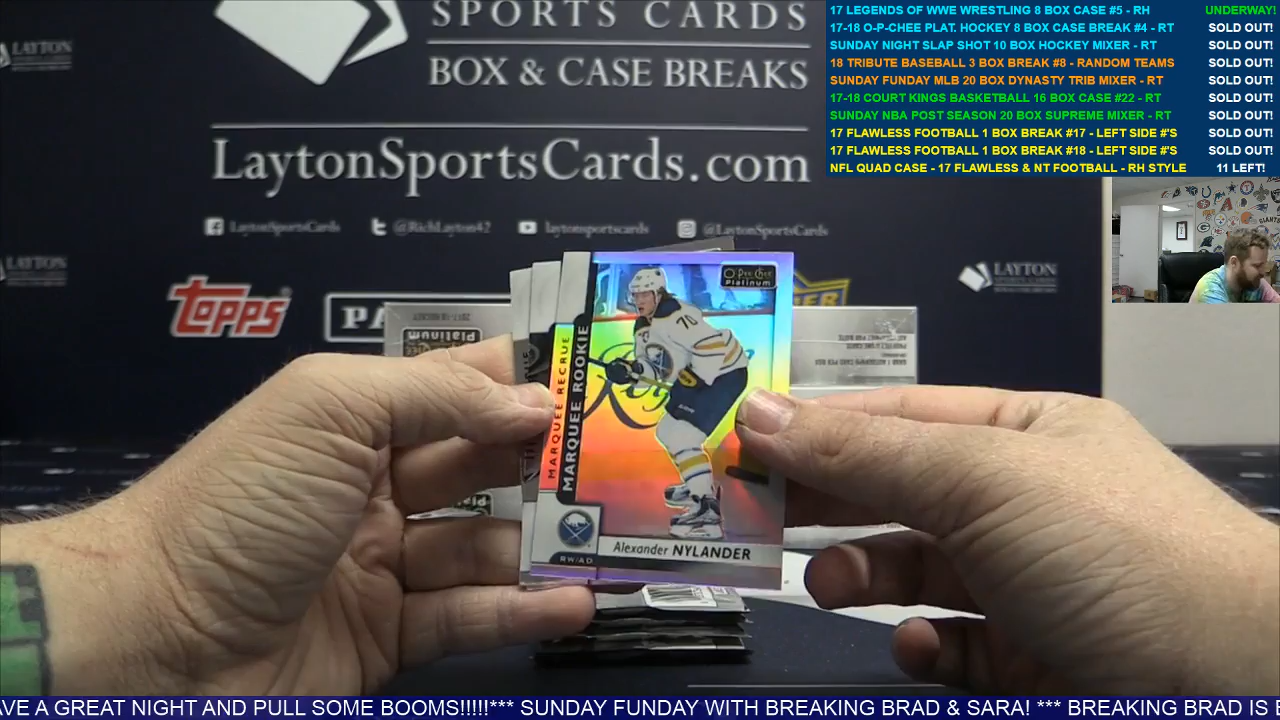 SPORTS CARDS
BOX & CASE BREAKS
LaytonSportsCards.com
LaytonSportsCards
@RichLayton42
laytonsportscards
@LaytonSportsCards
LAYTON
topps
PA
17 LEGENDS OF WWE WRESTLING 8 BOX CASE #5 - RH UNDERWAY!
17-18 O-P-CHEE PLAT. HOCKEY 8 BOX CASE BREAK #4 - RT SOLD OUT!
SUNDAY NIGHT SLAP SHOT 10 BOX HOCKEY MIXER - RT SOLD OUT!
18 TRIBUTE BASEBALL 3 BOX BREAK #8 - RANDOM TEAMS SOLD OUT!
SUNDAY FUNDAY MLB 20 BOX DYNASTY TRIB MIXER - RT SOLD OUT!
17-18 COURT KINGS BASKETBALL 16 BOX CASE #22 - RT SOLD OUT!
SUNDAY NBA POST SEASON 20 BOX SUPREME MIXER - RT SOLD OUT!
17 FLAWLESS FOOTBALL 1 BOX BREAK #17 - LEFT SIDE #'S SOLD OUT!
17 FLAWLESS FOOTBALL 1 BOX BREAK #18 - LEFT SIDE #'S SOLD OUT!
NFL QUAD CASE - 17 FLAWLESS & NT FOOTBALL - RH STYLE 11 LEFT!
O-Pee-Chee
Platinum
70
MARQUEE RECRUE
MARQUEE ROOKIE
Alexander NYLANDER
RW/AD
AVE A GREAT NIGHT AND PULL SOME BOOMS!!!!!*** SUNDAY FUNDAY WITH BREAKING BRAD & SARA! *** BREAKING BRAD IS